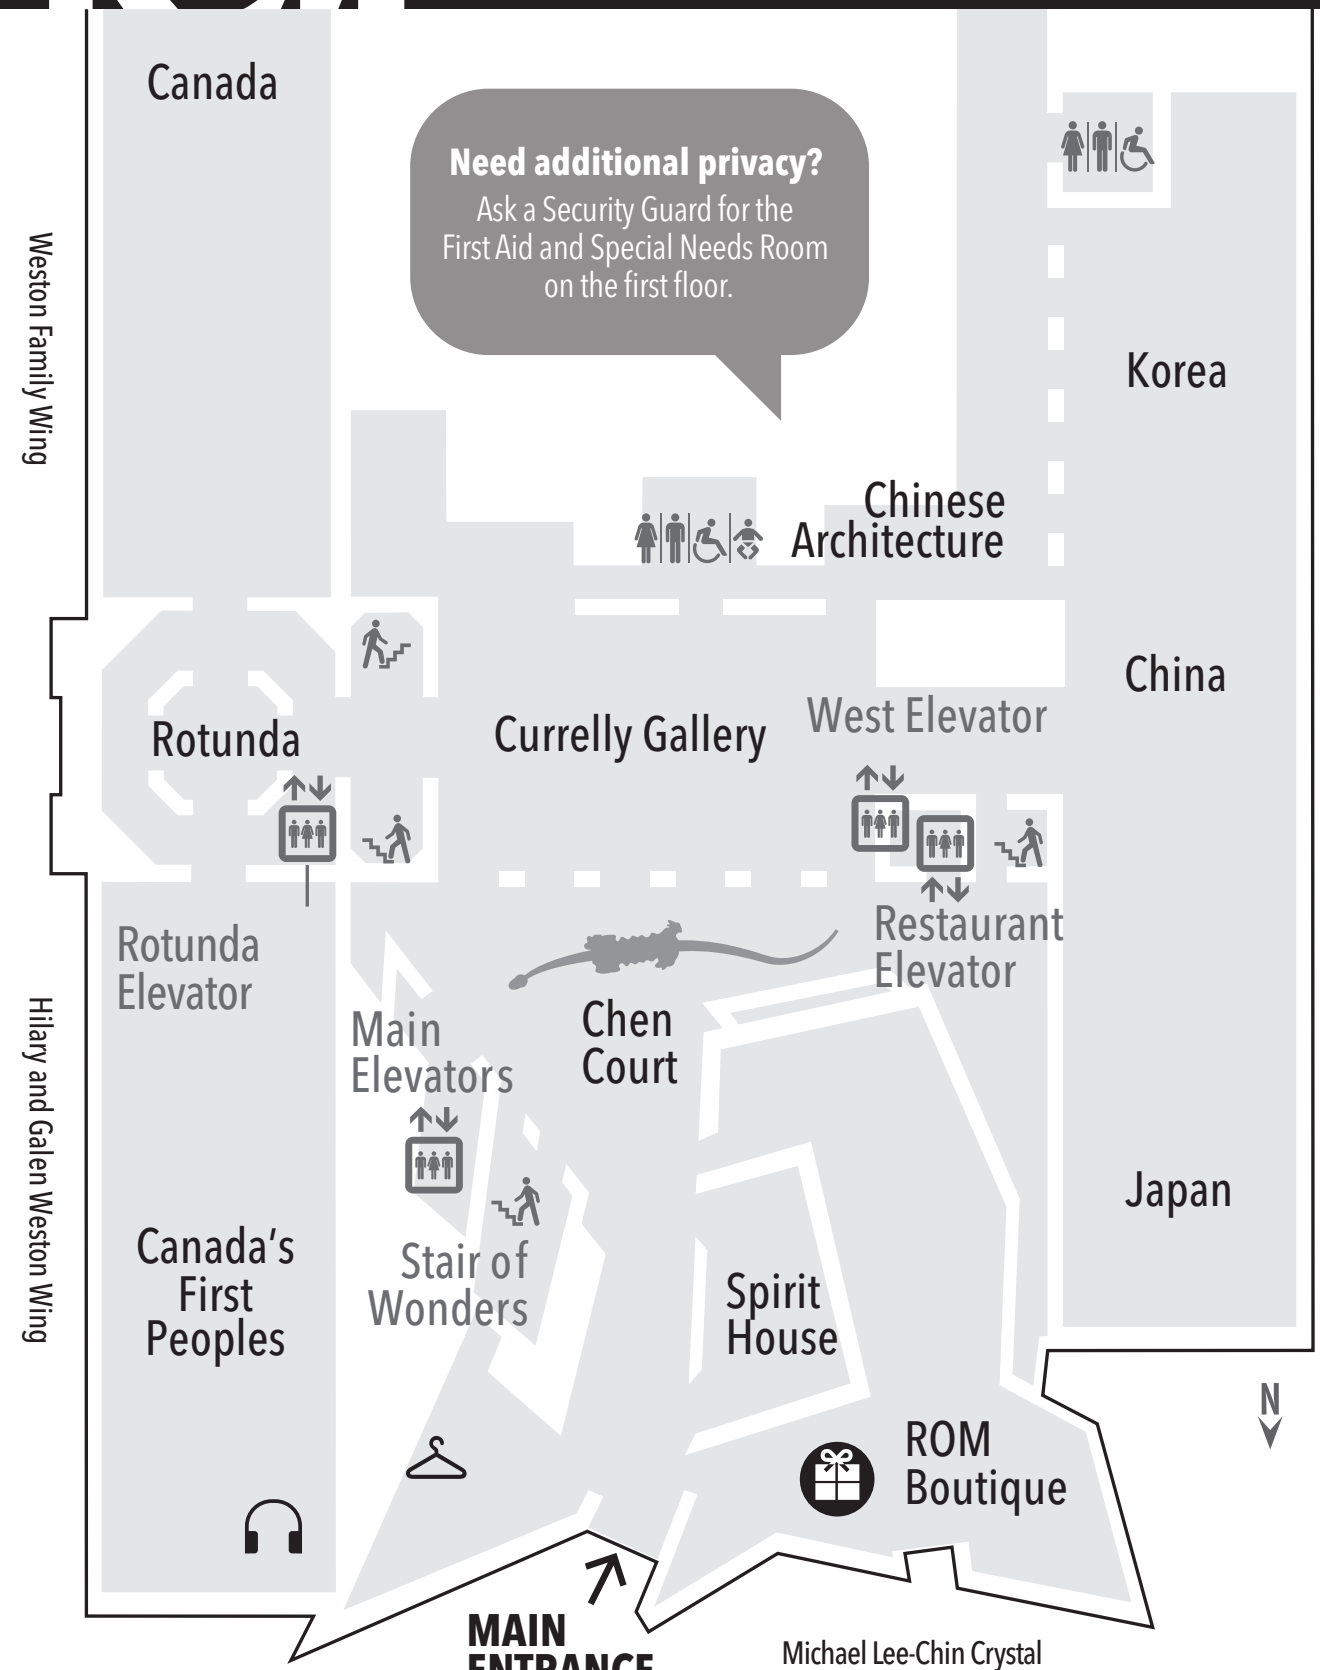 Canada
Need additional privacy?
Ask a Security Guard for the
First Aid and Special Needs Room
on the first floor.
Weston Family Wing
Korea
Chinese
Architecture
China
West Elevator
Rotunda
Currelly Gallery
Restaurant
Elevator
Rotunda
Elevator
Main
Elevators
Chen
Court
Hilary and Galen Weston Wing
Japan
Canada's
First
Peoples
Stair of
Wonders
Spirit
House
N
ROM
Boutique
MAIN
ENTRANCE
Michael Lee-Chin Crystal